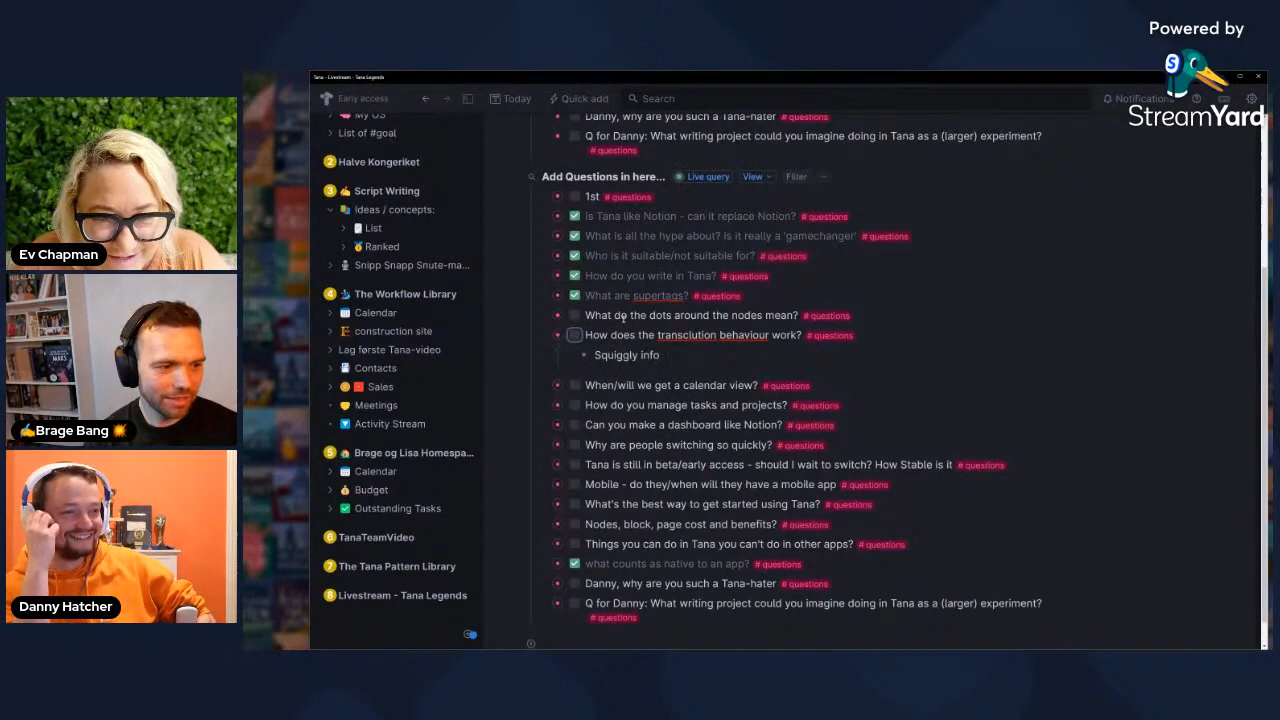 Powered by
StreamYard
Ev Chapman
✍️Brage Bang 💥
Danny Hatcher
Tana - Livestream - Tana Legends
Early access
Today
Quick add
Search
Notifications
My OS
List of #goal
2 Halve Kongeriket
3 ✍️ Script Writing
Ideas / concepts:
List
Ranked
Snipp Snapp Snute-ma...
4 The Workflow Library
Calendar
construction site
Lag første Tana-video
Contacts
Sales
Meetings
Activity Stream
5 Brage og Lisa Homespa...
Calendar
Budget
Outstanding Tasks
6 TanaTeamVideo
7 The Tana Pattern Library
8 Livestream - Tana Legends
Danny, why are you such a Tana-hater # questions
Q for Danny: What writing project could you imagine doing in Tana as a (larger) experiment?
# questions
Add Questions in here... Live query View Filter ...
1st # questions
Is Tana like Notion - can it replace Notion? # questions
What is all the hype about? Is it really a 'gamechanger' # questions
Who is it suitable/not suitable for? # questions
How do you write in Tana? # questions
What are supertags? # questions
What do the dots around the nodes mean? # questions
How does the transclution behaviour work? # questions
Squiggly info
When/will we get a calendar view? # questions
How do you manage tasks and projects? # questions
Can you make a dashboard like Notion? # questions
Why are people switching so quickly? # questions
Tana is still in beta/early access - should I wait to switch? How Stable is it # questions
Mobile - do they/when will they have a mobile app # questions
What's the best way to get started using Tana? # questions
Nodes, block, page cost and benefits? # questions
Things you can do in Tana you can't do in other apps? # questions
what counts as native to an app? # questions
Danny, why are you such a Tana-hater # questions
Q for Danny: What writing project could you imagine doing in Tana as a (larger) experiment?
# questions